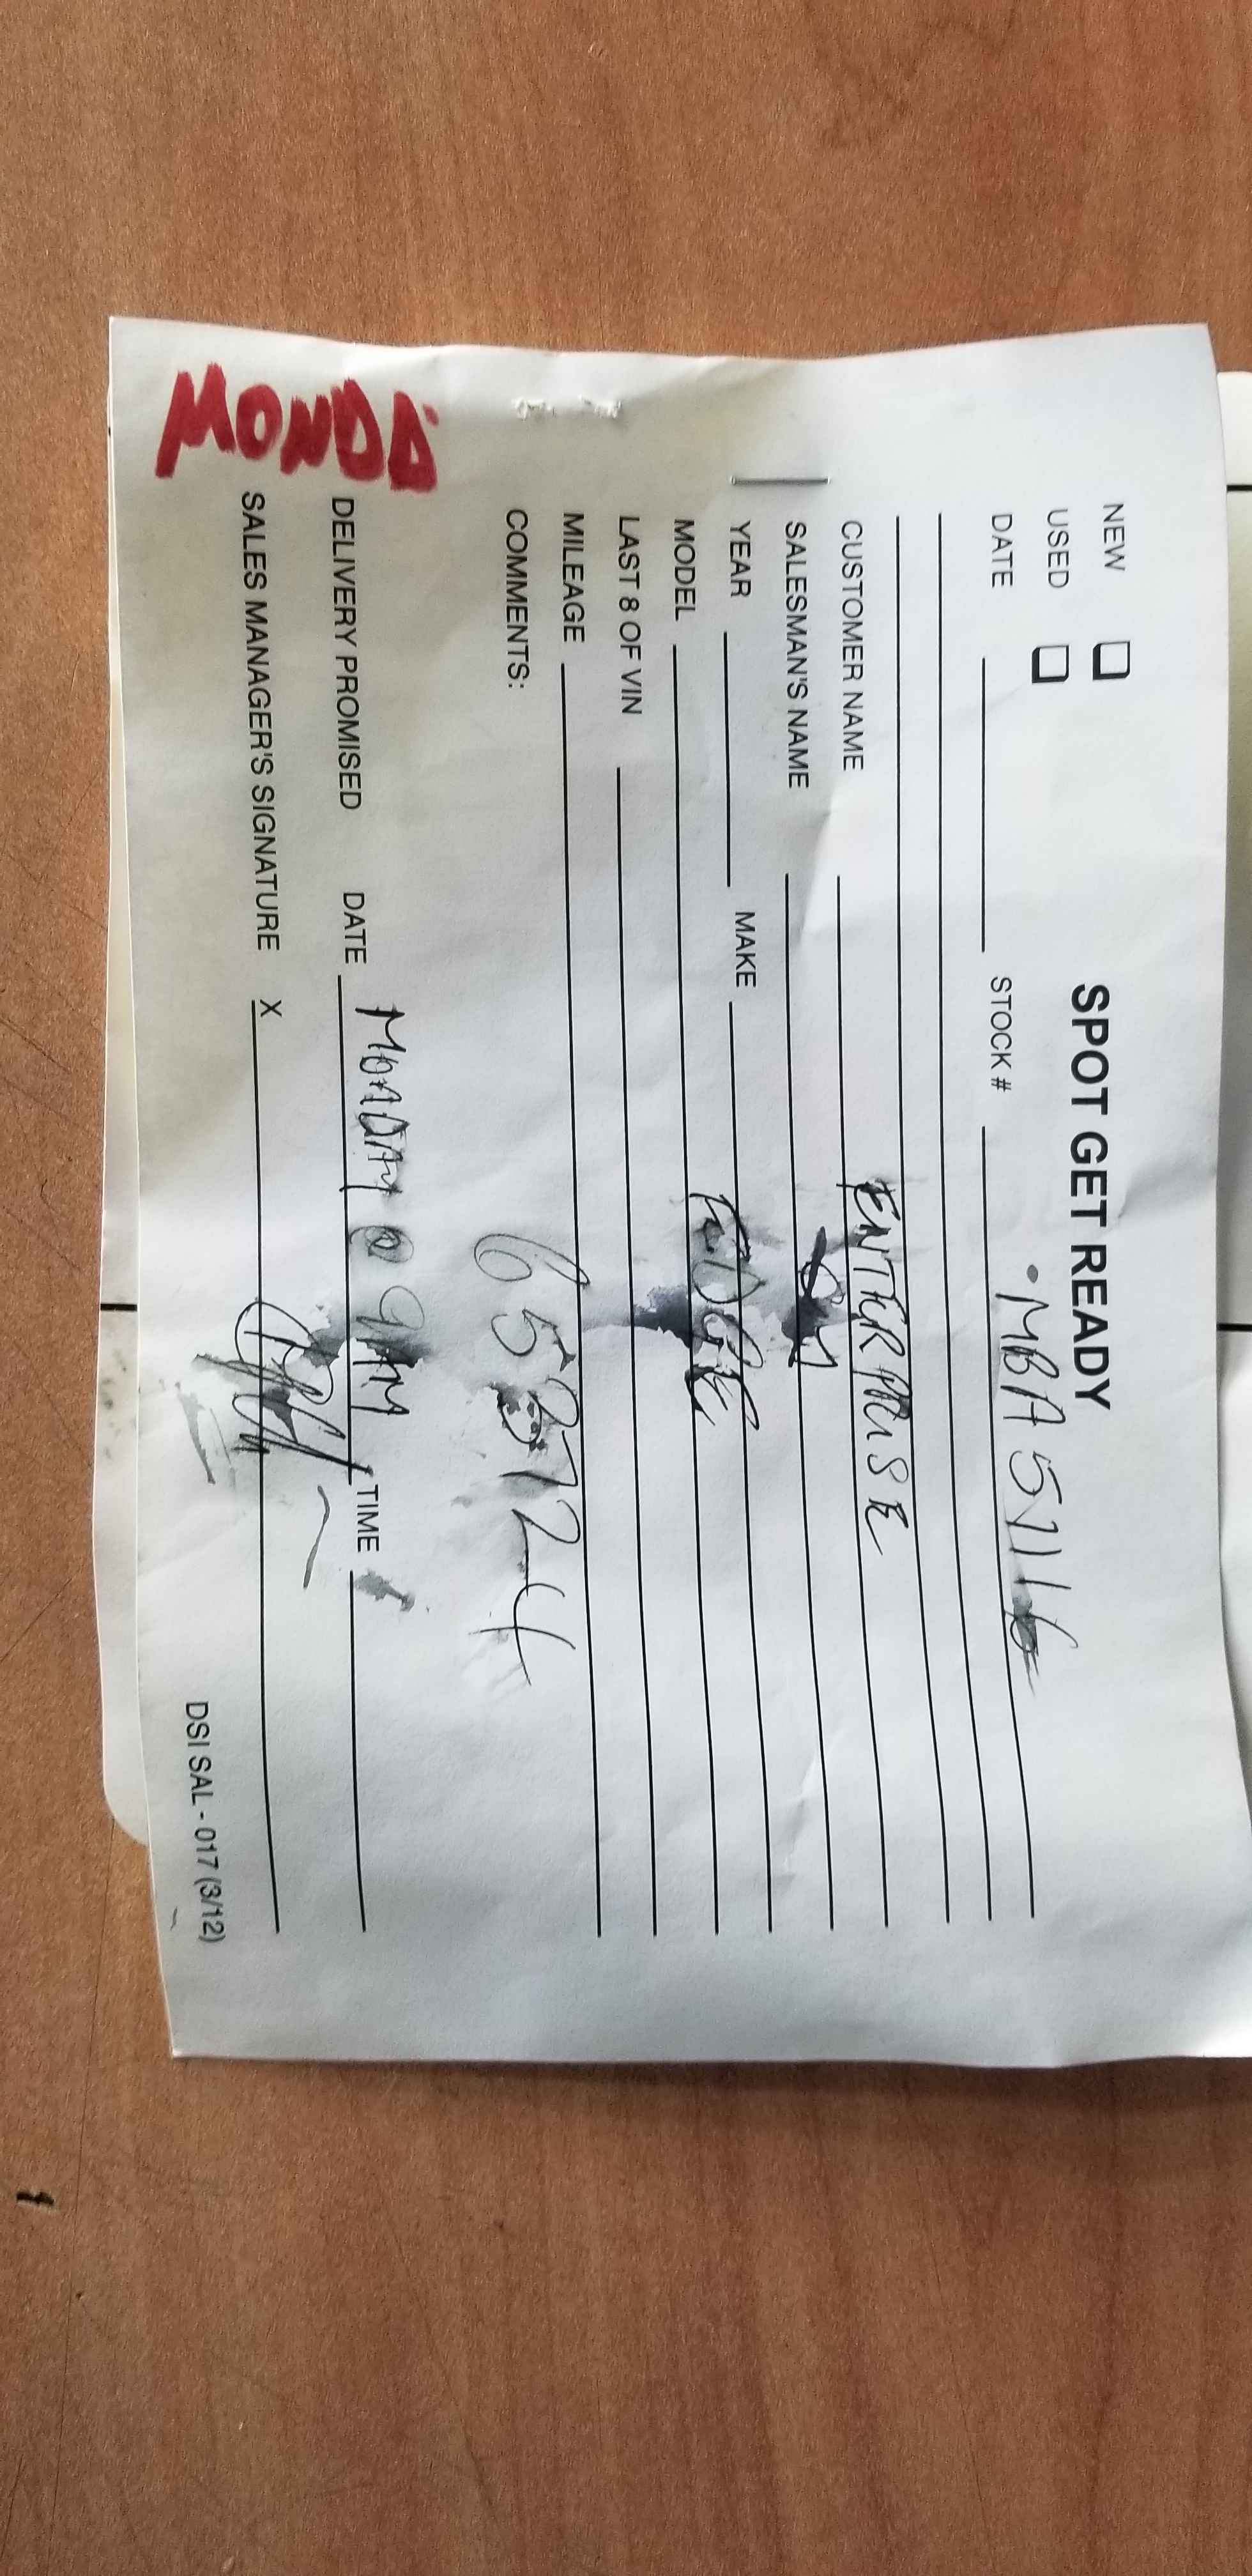 SPOT GET READY
NEW
USED
DATE STOCK # MBA 57116
CUSTOMER NAME ENTERPRISE
SALESMAN'S NAME
YEAR MAKE
MODEL EDGE
LAST 8 OF VIN
MILEAGE
COMMENTS:
653724
DELIVERY PROMISED DATE MONDAY @ 9AM TIME
SALES MANAGER'S SIGNATURE X
MONDA
DSI SAL - 017 (3/12)